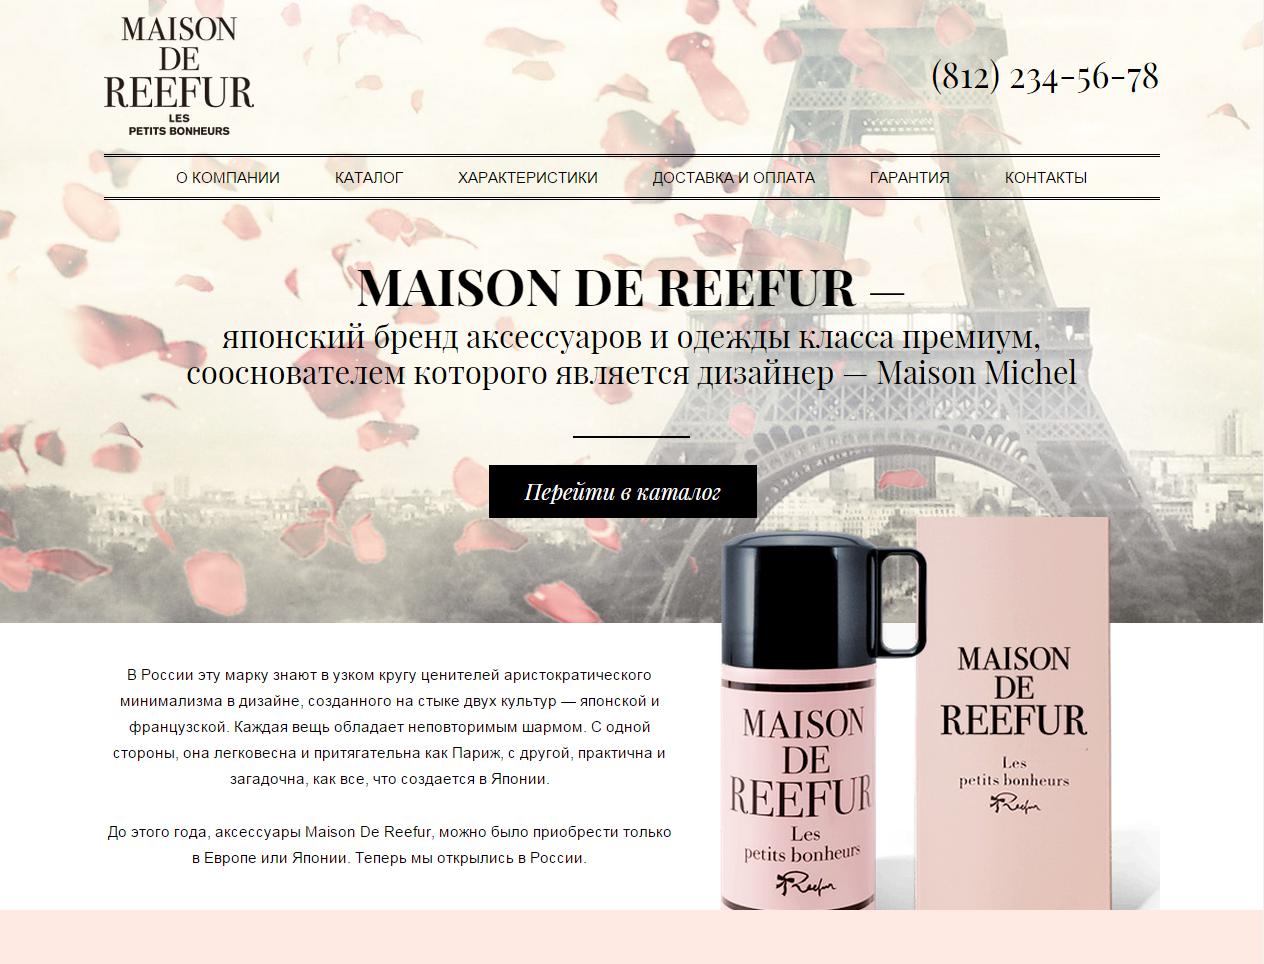 MAISON
DE
REEFUR
LES
PETITS BONHEURS
(812) 234-56-78
О КОМПАНИИ КАТАЛОГ ХАРАКТЕРИСТИКИ ДОСТАВКА И ОПЛАТА ГАРАНТИЯ КОНТАКТЫ
MAISON DE REEFUR —
японский бренд аксессуаров и одежды класса премиум,
сооснователем которого является дизайнер — Maison Michel
Перейти в каталог
В России эту марку знают в узком кругу ценителей аристократического
минимализма в дизайне, созданного на стыке двух культур — японской и
французской. Каждая вещь обладает неповторимым шармом. С одной
стороны, она легковесна и притягательна как Париж, с другой, практична и
загадочна, как все, что создается в Японии.
До этого года, аксессуары Maison De Reefur, можно было приобрести только
в Европе или Японии. Теперь мы открылись в России.
MAISON
DE
REEFUR
Les
petits bonheurs
Reefur
MAISON
DE
REEFUR
Les
petits bonheurs
Reefur